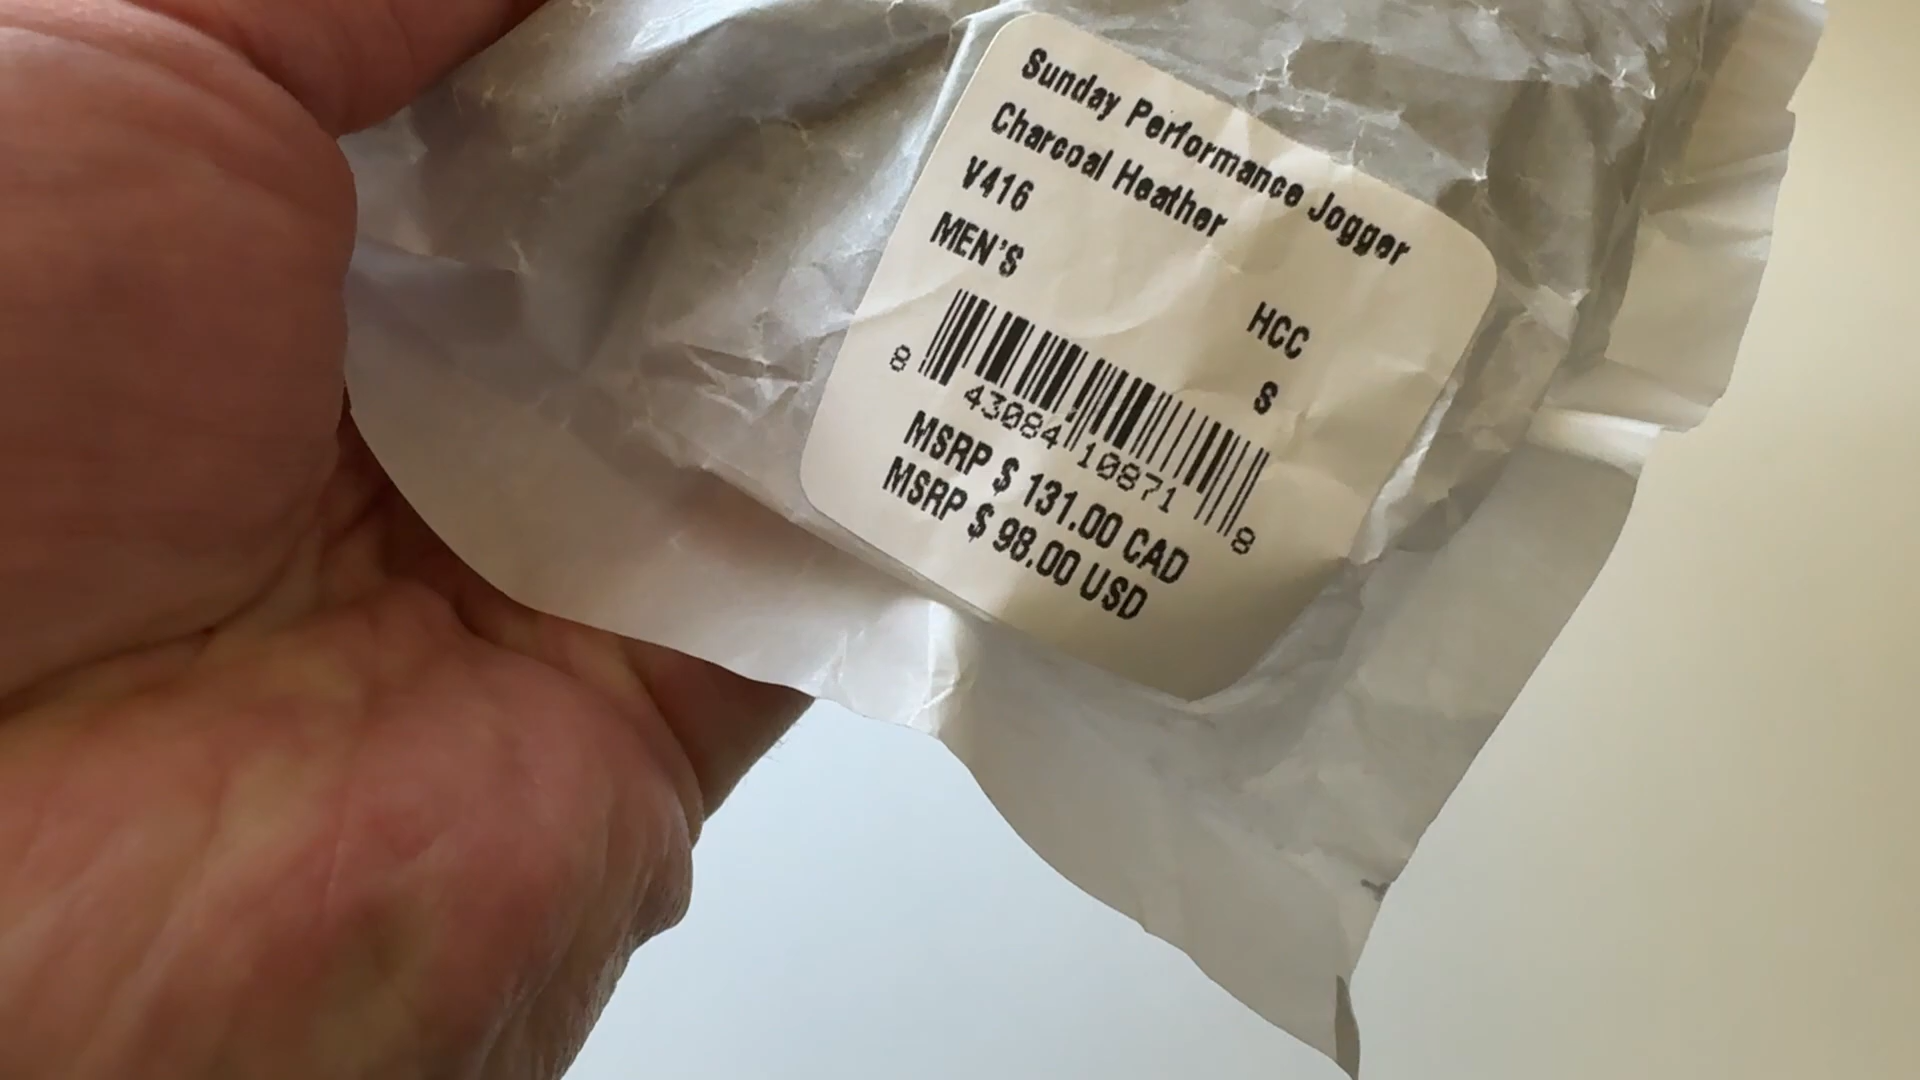 Sunday Performance Jogger
Charcoal Heather
V416
MEN'S
HCC
S
8 43084 10871 8
MSRP $ 131.00 CAD
MSRP $ 98.00 USD